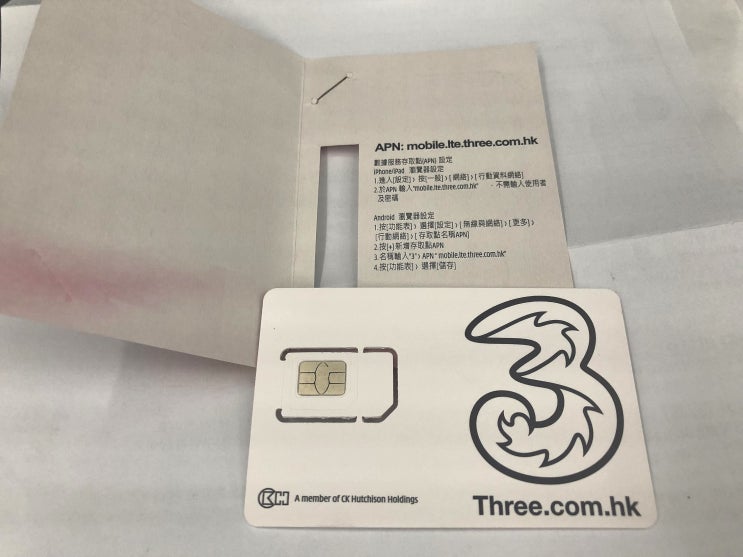 APN: mobile.lte.three.com.hk
數據服務存取點(APN) 設定
iPhone/iPad 瀏覽器設定
1.進入[設定]› 按[一般]›[ 網絡]›[ 行動資料網絡]
2.於APN 輸入"mobile.lte.three.com.hk" ，不需輸入使用者
及密碼
Android 瀏覽器設定
1.按[功能表]› 選擇[設定]›[ 無線與網絡]›[ 更多]›
[行動網絡]›[ 存取點名稱APN]
2.按[+]新增存取點APN
3.名稱輸入"3"› APN " mobile.lte.three.com.hk"
4.按[功能表]› 選擇[儲存]
3
CKH A member of CK Hutchison Holdings
Three.com.hk